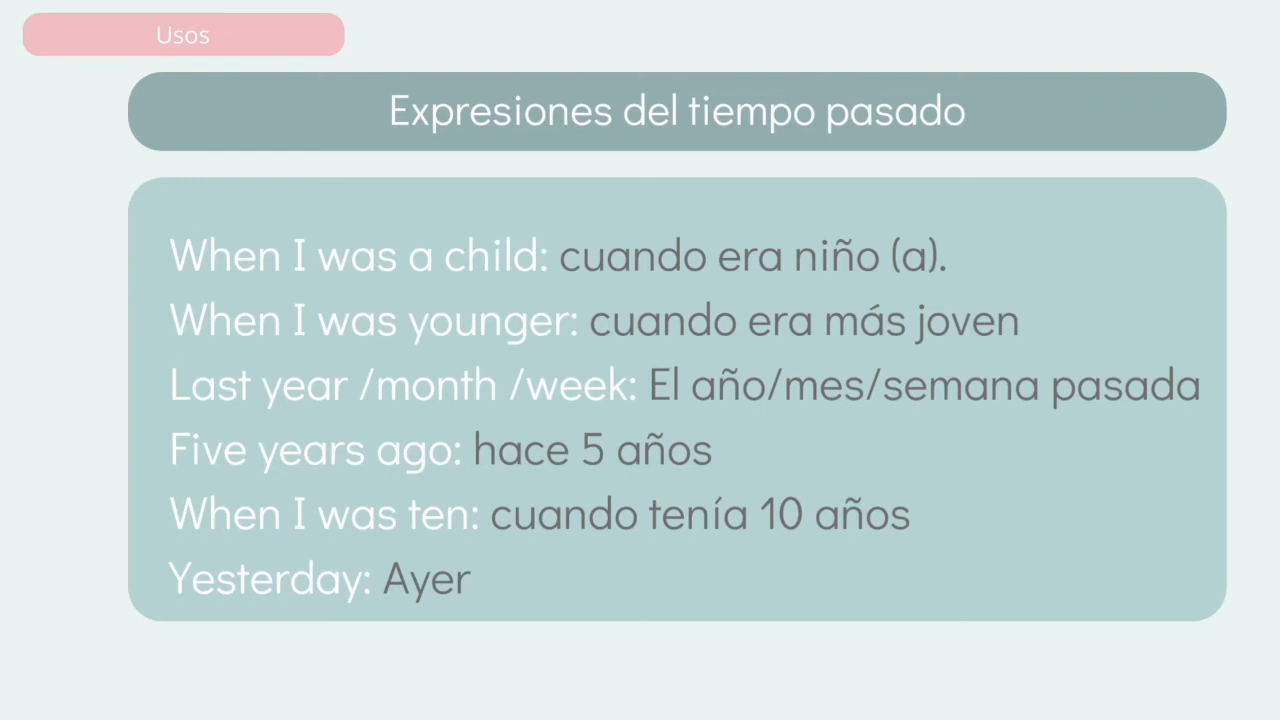 Usos
Expresiones del tiempo pasado
When I was a child: cuando era niño (a).
When I was younger: cuando era más joven
Last year /month /week: El año/mes/semana pasada
Five years ago: hace 5 años
When I was ten: cuando tenía 10 años
Yesterday: Ayer